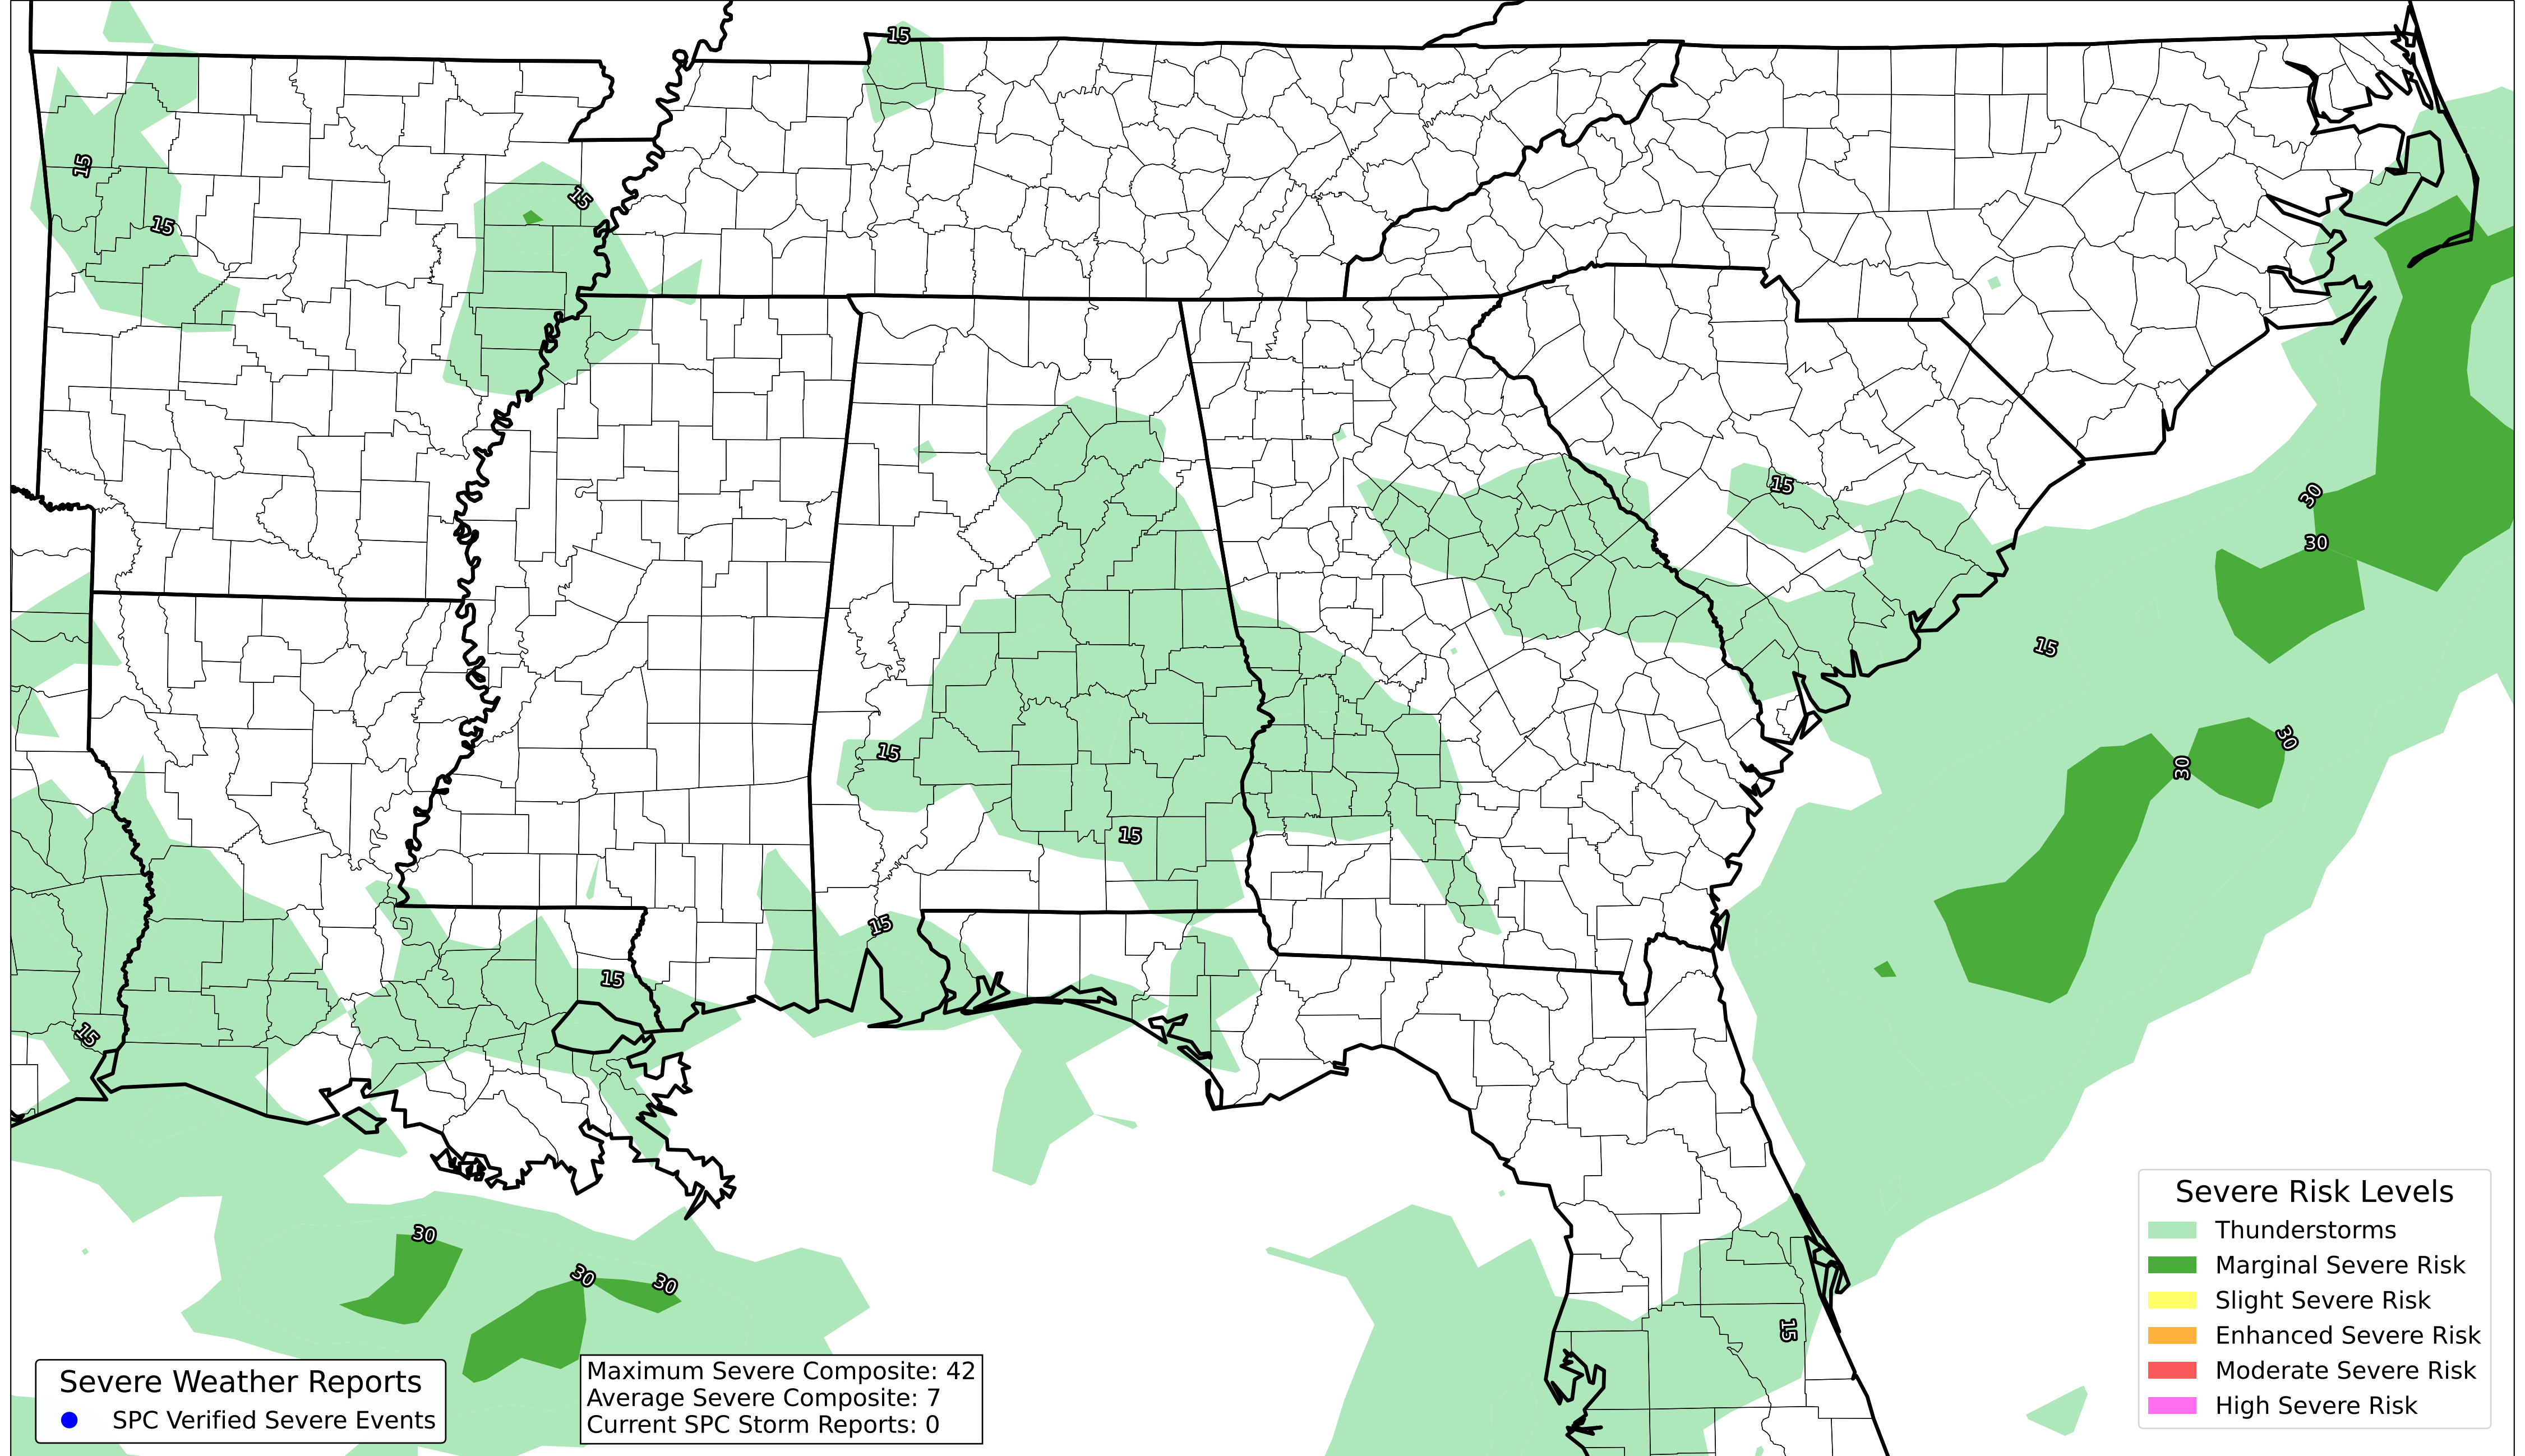 15
15
15
15
30
15
30
15
30
30
15
15
15
15
15
30
30
30
15
Severe Weather Reports
SPC Verified Severe Events
Maximum Severe Composite: 42
Average Severe Composite: 7
Current SPC Storm Reports: 0
Severe Risk Levels
Thunderstorms
Marginal Severe Risk
Slight Severe Risk
Enhanced Severe Risk
Moderate Severe Risk
High Severe Risk